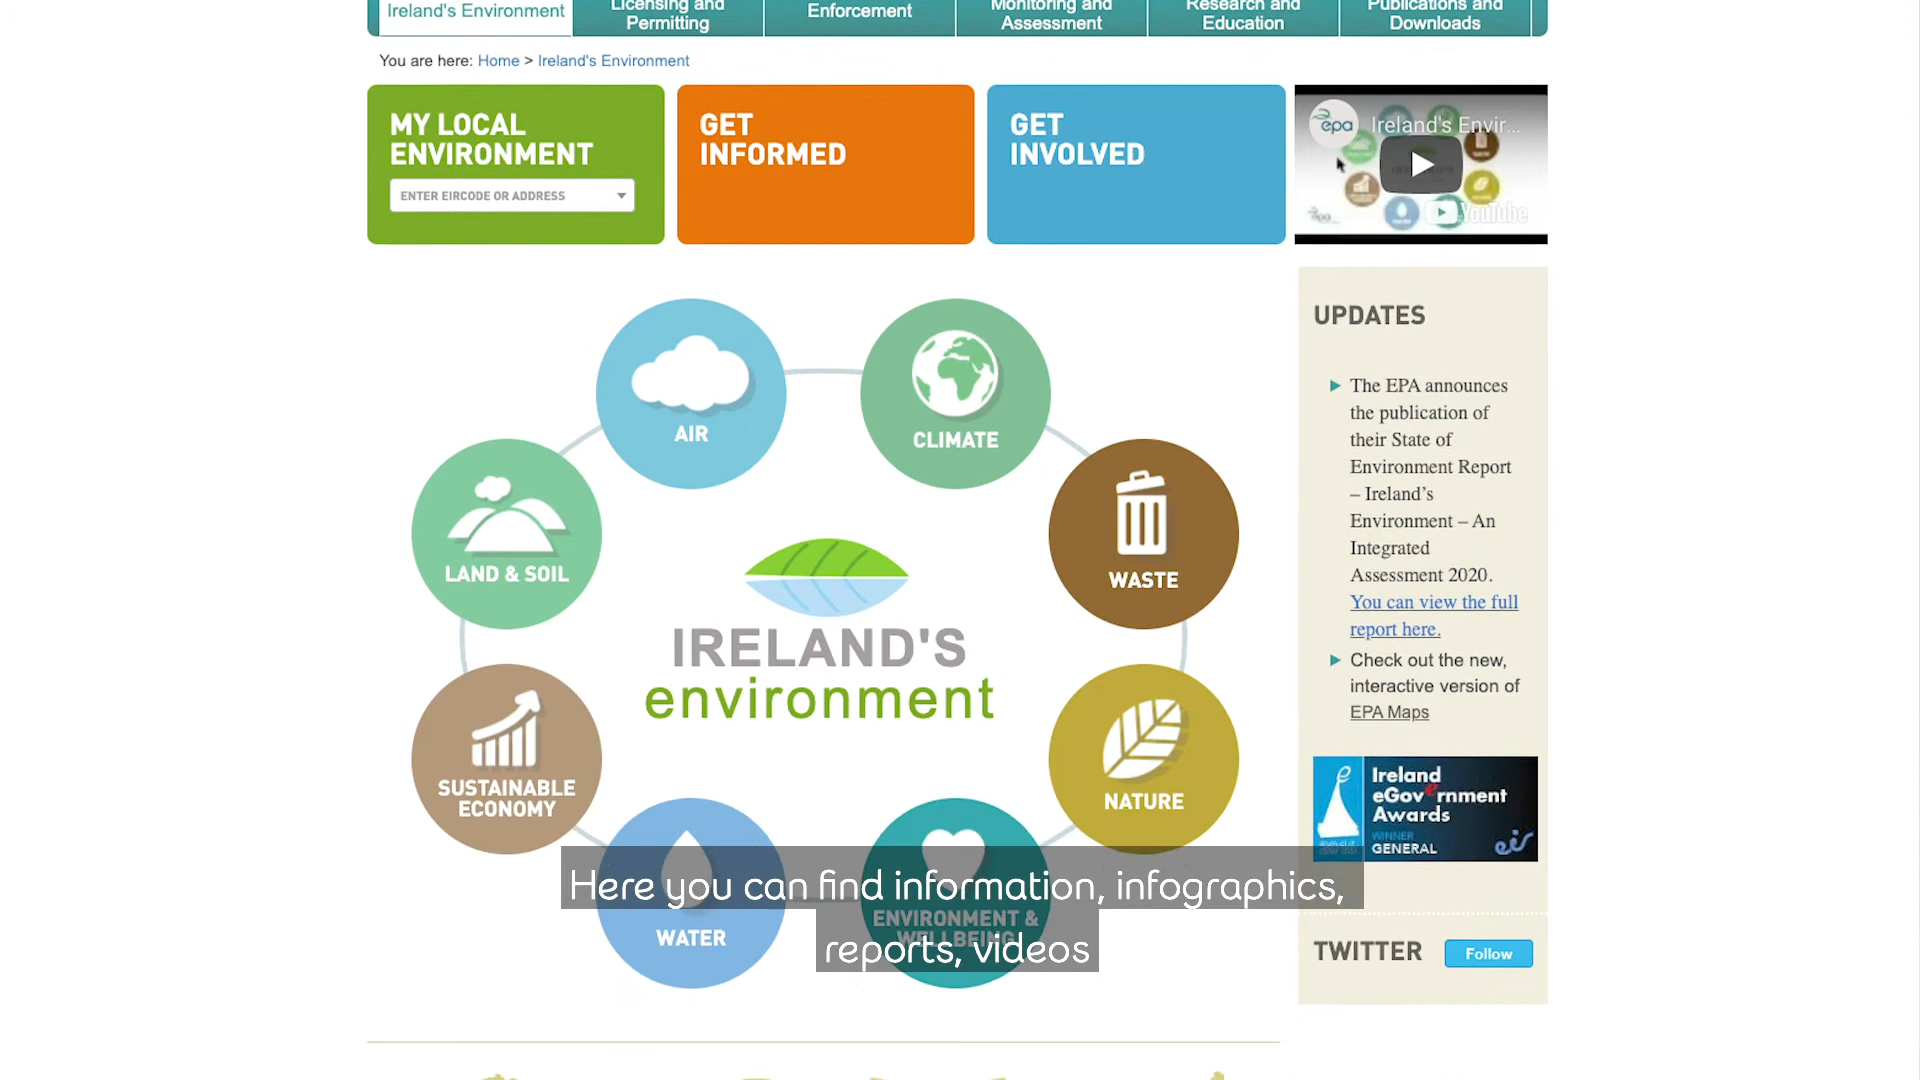 Ireland's Environment
Licensing and
Permitting
Enforcement
Monitoring and
Assessment
Research and
Education
Publications and
Downloads
You are here: Home > Ireland's Environment
MY LOCAL
ENVIRONMENT
ENTER EIRCODE OR ADDRESS
GET
INFORMED
GET
INVOLVED
epa
Ireland's Envir...
epa
YouTube
AIR
CLIMATE
LAND & SOIL
WASTE
IRELAND'S
environment
SUSTAINABLE
ECONOMY
NATURE
WATER
ENVIRONMENT &
WELLBEING
Here you can find information, infographics,
reports, videos
UPDATES
The EPA announces
the publication of
their State of
Environment Report
– Ireland’s
Environment – An
Integrated
Assessment 2020.
You can view the full
report here.
Check out the new,
interactive version of
EPA Maps
Ireland
eGovernment
Awards
WINNER
GENERAL
eir
TWITTER
Follow